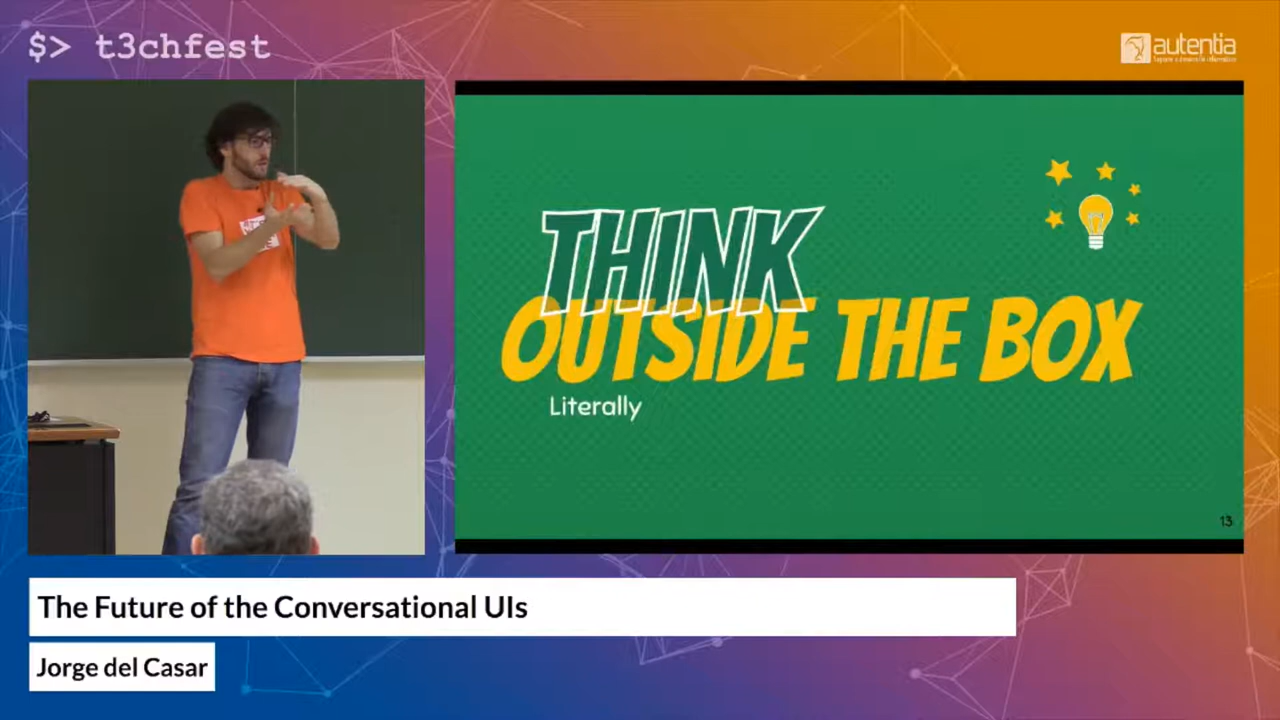 $> t3chfest
autentia
THINK
OUTSIDE THE BOX
Literally
13
The Future of the Conversational UIs
Jorge del Casar